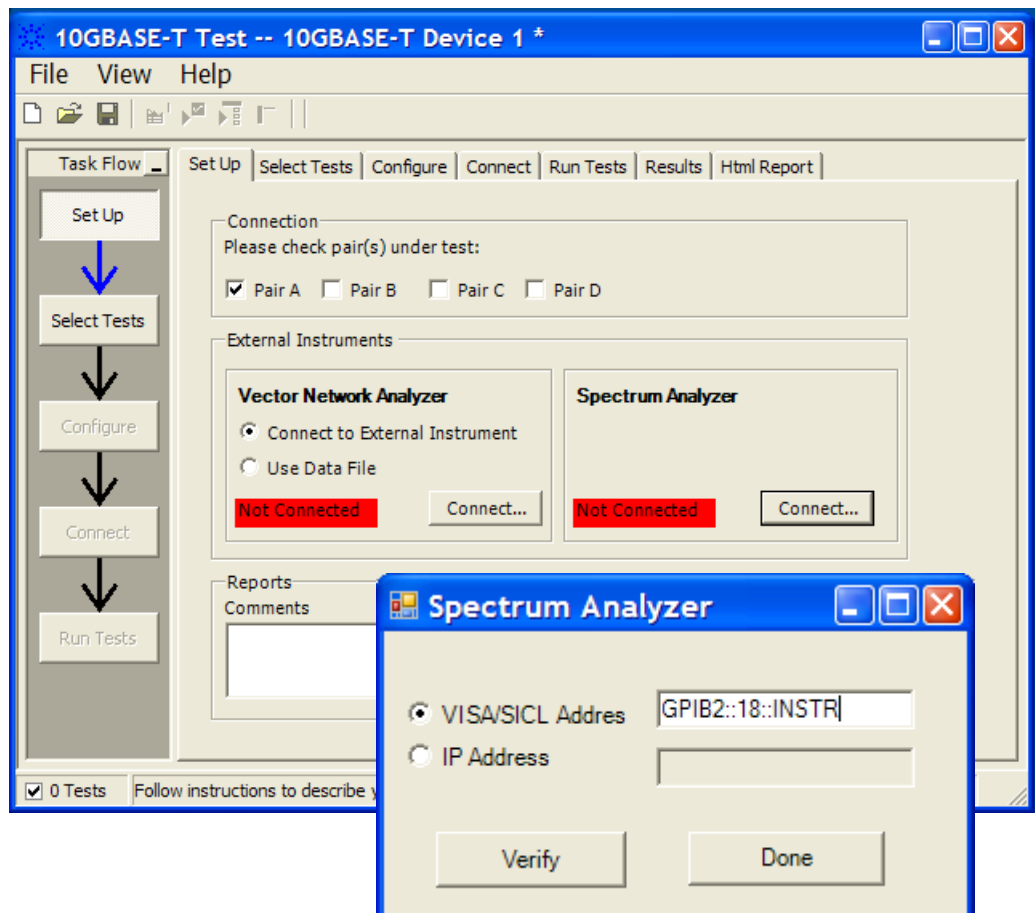 10GBASE-T Test -- 10GBASE-T Device 1 *
File View Help
Task Flow
Set Up Select Tests Configure Connect Run Tests Results Html Report
Set Up
Select Tests
Configure
Connect
Run Tests
Connection
Please check pair(s) under test:
Pair A Pair B Pair C Pair D
External Instruments
Vector Network Analyzer
Connect to External Instrument
Use Data File
Not Connected Connect...
Spectrum Analyzer
Not Connected Connect...
Reports
Comments
0 Tests Follow instructions to describe
Spectrum Analyzer
VISA/SICL Addres GPIB2::18::INSTR
IP Address
Verify Done